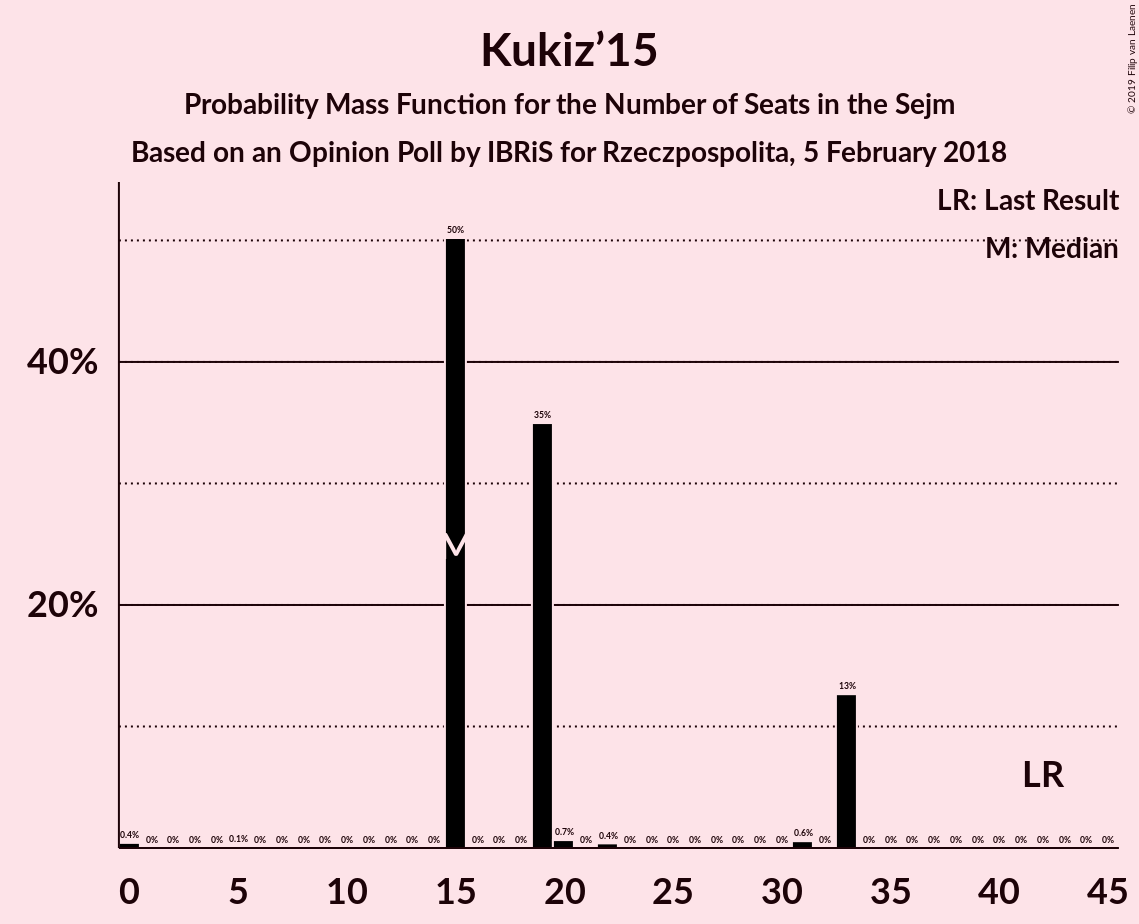 Kukiz’15
Probability Mass Function for the Number of Seats in the Sejm
Based on an Opinion Poll by IBRiS for Rzeczpospolita, 5 February 2018
© 2019 Filip van Laenen
LR: Last Result
M: Median
50%
40%
35%
20%
13%
LR
0.4% 0% 0% 0% 0% 0.1% 0% 0% 0% 0% 0% 0% 0% 0% 0% 0% 0% 0% 0.7% 0% 0.4% 0% 0% 0% 0% 0% 0% 0% 0% 0.6% 0% 0% 0% 0% 0% 0% 0% 0% 0% 0% 0% 0% 0%
0 5 10 15 20 25 30 35 40 45